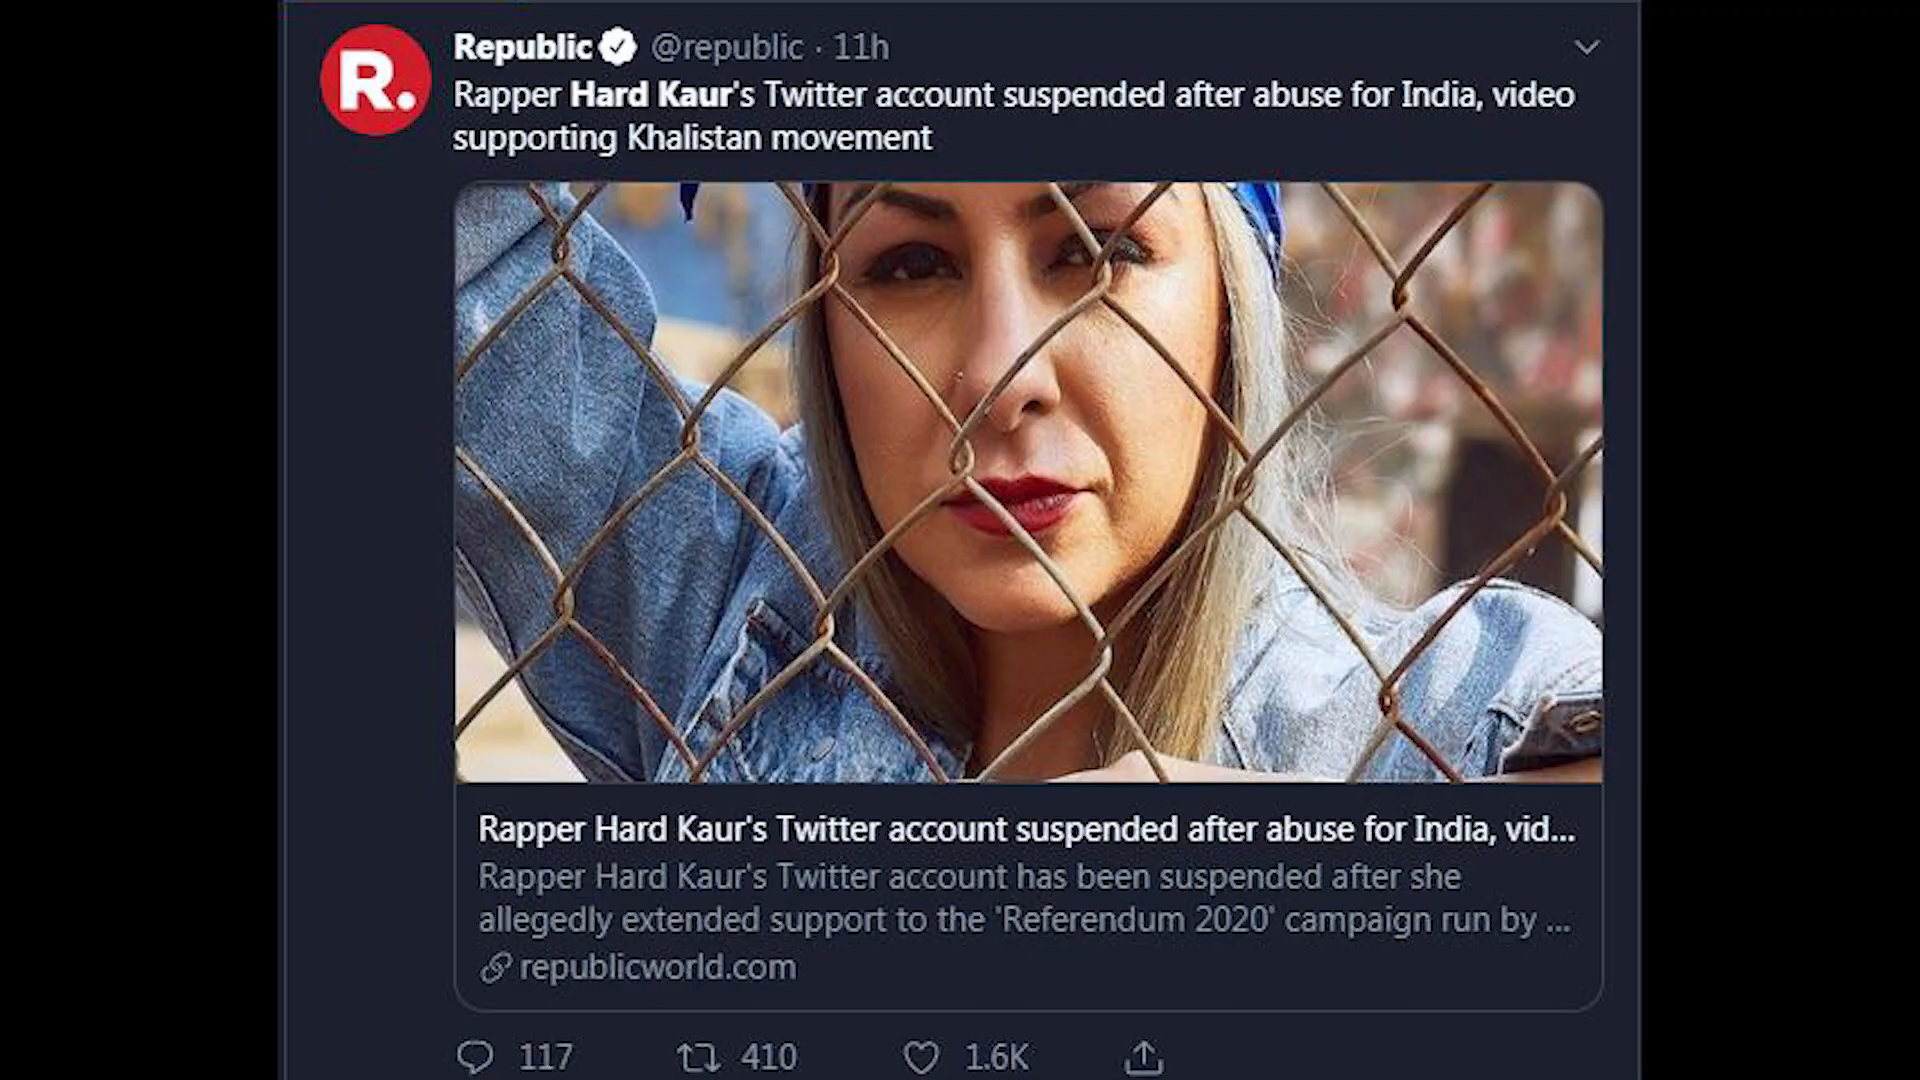 R.
Republic @republic · 11h
Rapper Hard Kaur's Twitter account suspended after abuse for India, video
supporting Khalistan movement
Rapper Hard Kaur's Twitter account suspended after abuse for India, vid...
Rapper Hard Kaur's Twitter account has been suspended after she
allegedly extended support to the 'Referendum 2020' campaign run by ...
republicworld.com
117 410 1.6K